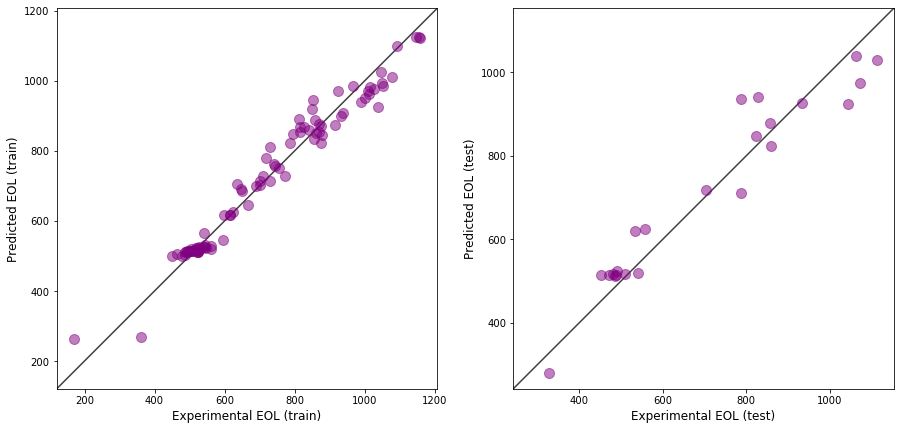 1200
1000
800
600
400
200
Predicted EOL (train)
200 400 600 800 1000 1200
Experimental EOL (train)
1000
800
600
400
Predicted EOL (test)
400 600 800 1000
Experimental EOL (test)